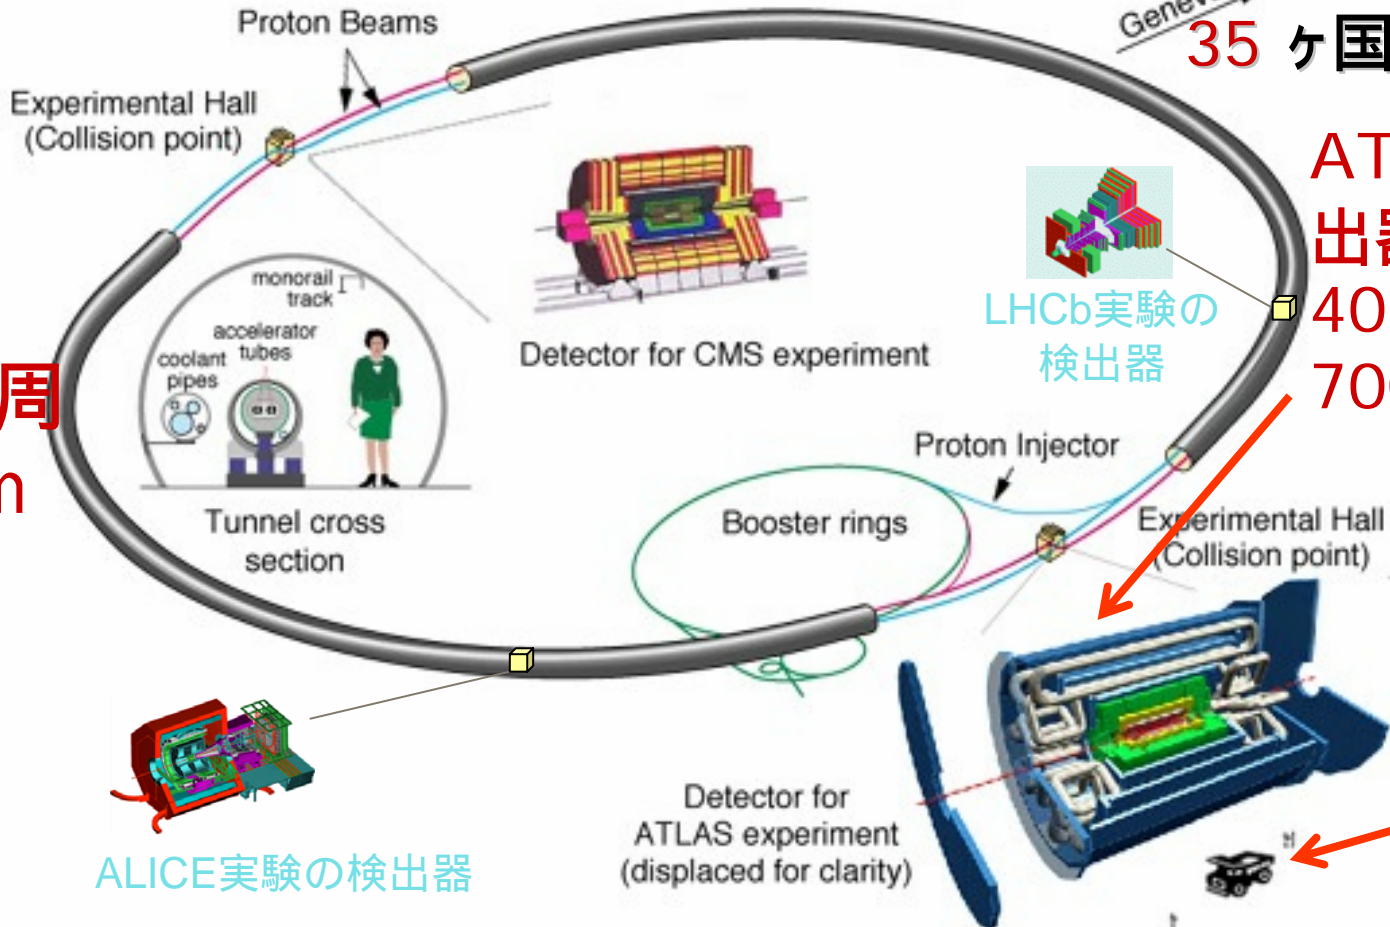 Proton Beams
Geneva
35 ヶ国
Experimental Hall
(Collision point)
AT
出器
40
700
monorail
track
accelerator
tubes
coolant
pipes
Detector for CMS experiment
LHCb実験の
検出器
周
m
Tunnel cross
section
Proton Injector
Booster rings
Experimental Hall
(Collision point)
Detector for
ATLAS experiment
(displaced for clarity)
ALICE実験の検出器